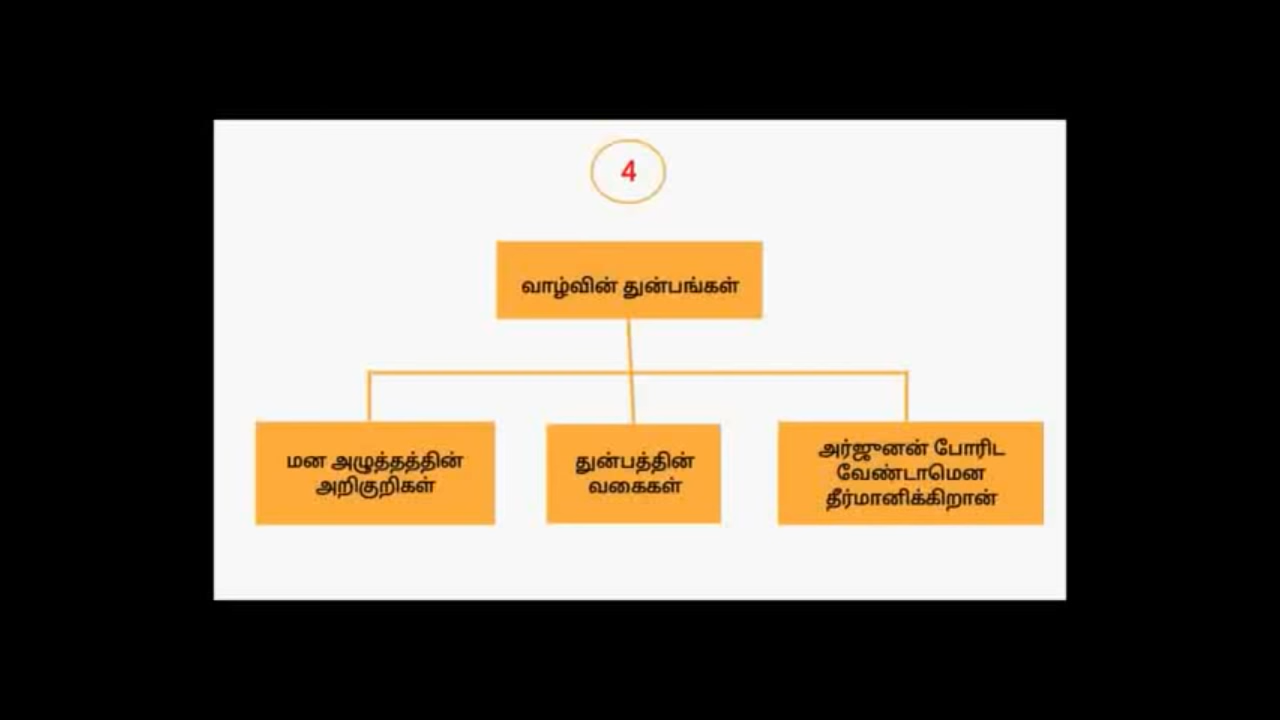 4
வாழ்வின் துன்பங்கள்
மன அழுத்தத்தின்
அறிகுறிகள்
துன்பத்தின்
வகைகள்
அர்ஜுனன் போரிட
வேண்டாமென
தீர்மானிக்கிறான்